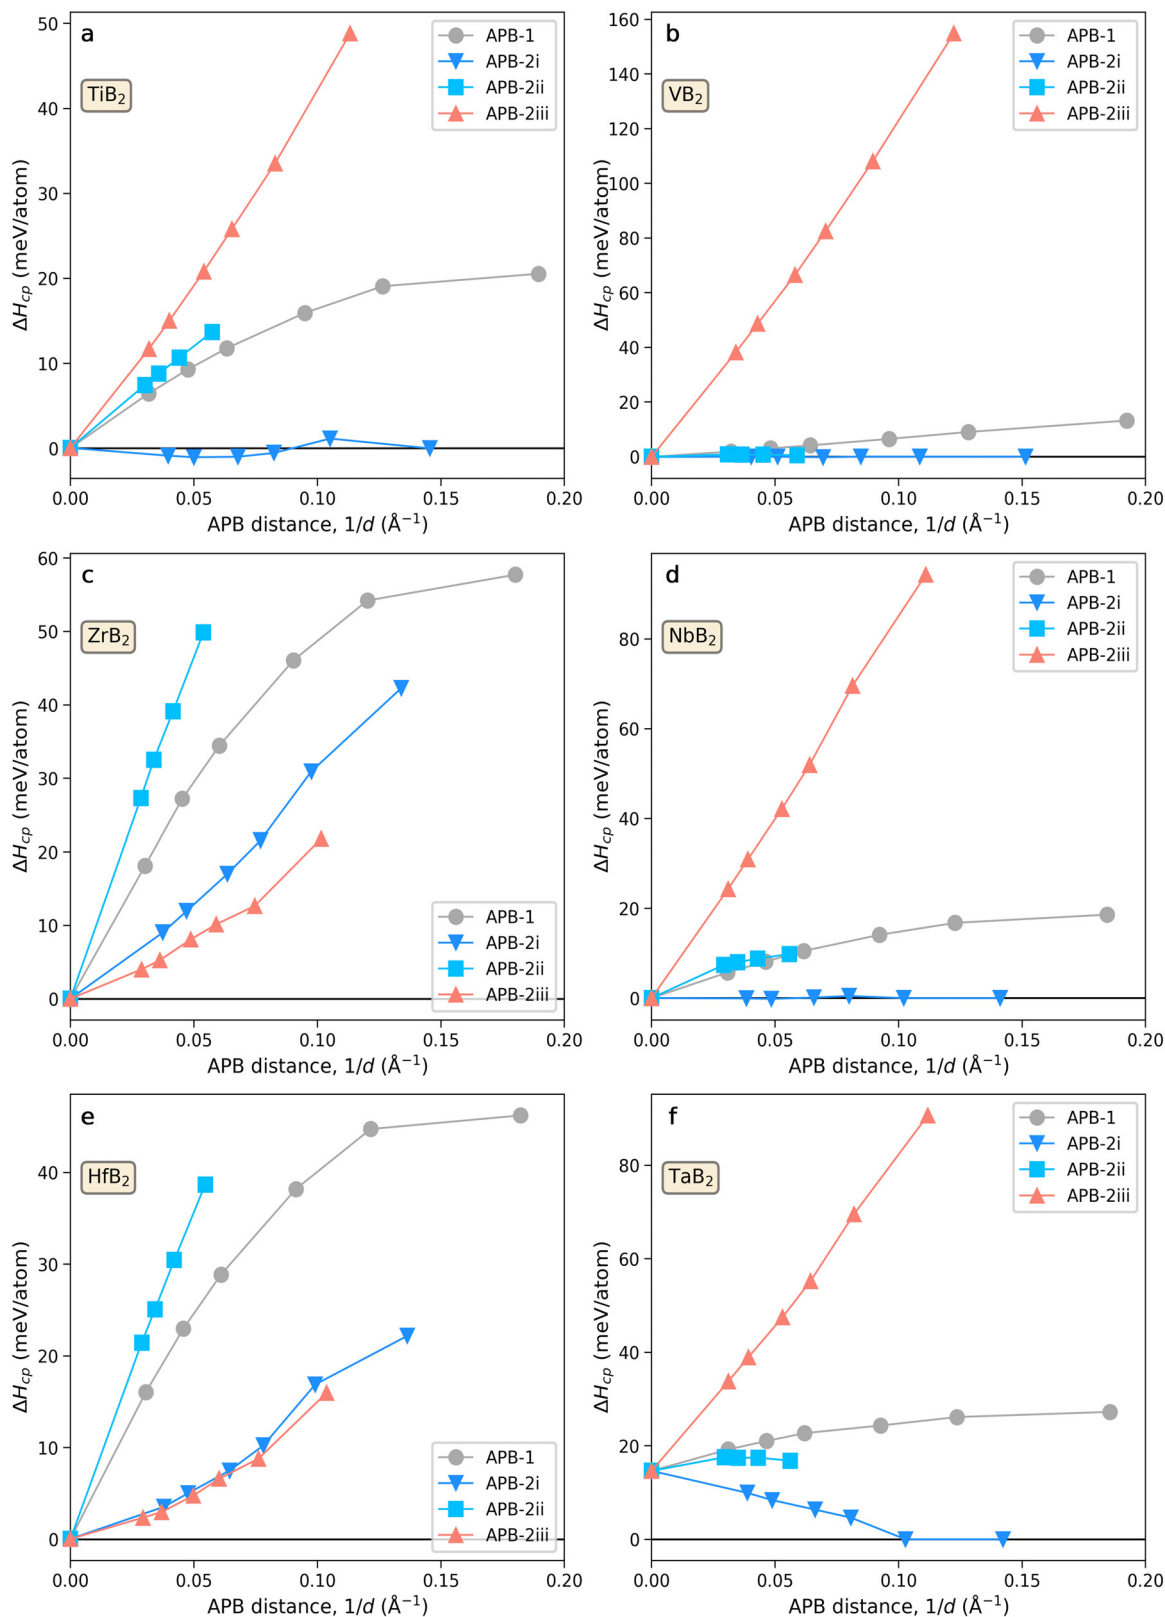 a
TiB2
APB-1
APB-2i
APB-2ii
APB-2iii
50
40
30
20
10
0
ΔHcp (meV/atom)
0.00 0.05 0.10 0.15 0.20
APB distance, 1/d (Å−1)
b
VB2
APB-1
APB-2i
APB-2ii
APB-2iii
160
140
120
100
80
60
40
20
0
ΔHcp (meV/atom)
0.00 0.05 0.10 0.15 0.20
APB distance, 1/d (Å−1)
c
ZrB2
60
50
40
30
20
10
0
ΔHcp (meV/atom)
APB-1
APB-2i
APB-2ii
APB-2iii
0.00 0.05 0.10 0.15 0.20
APB distance, 1/d (Å−1)
d
NbB2
APB-1
APB-2i
APB-2ii
APB-2iii
80
60
40
20
0
ΔHcp (meV/atom)
0.00 0.05 0.10 0.15 0.20
APB distance, 1/d (Å−1)
e
HfB2
40
30
20
10
0
ΔHcp (meV/atom)
APB-1
APB-2i
APB-2ii
APB-2iii
0.00 0.05 0.10 0.15 0.20
APB distance, 1/d (Å−1)
f
TaB2
APB-1
APB-2i
APB-2ii
APB-2iii
80
60
40
20
0
ΔHcp (meV/atom)
0.00 0.05 0.10 0.15 0.20
APB distance, 1/d (Å−1)